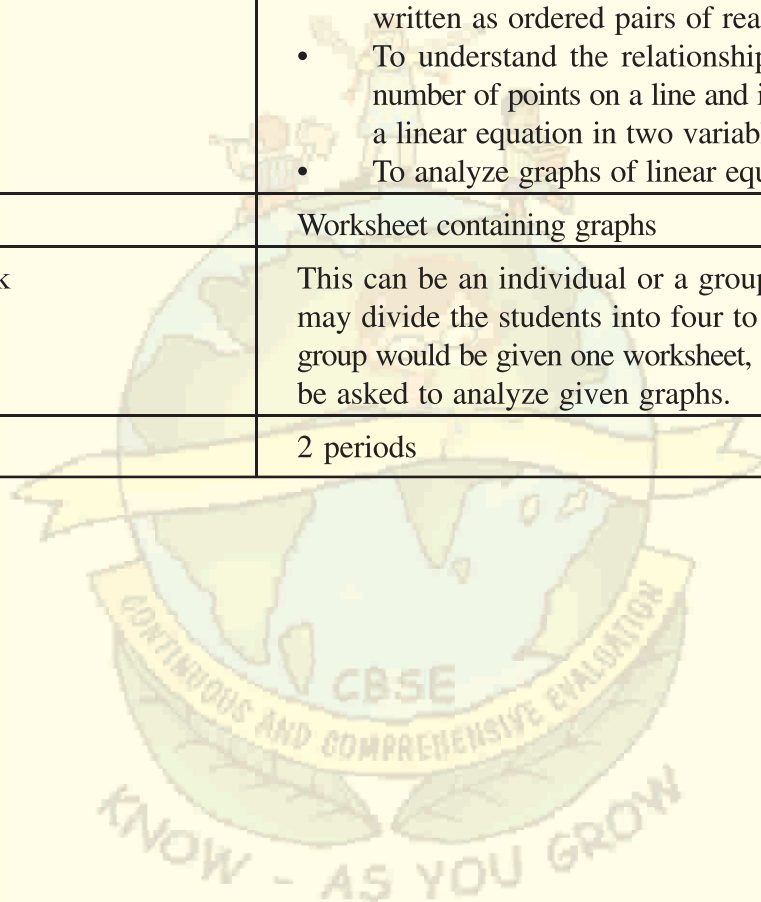 written as ordered pairs of rea
• To understand the relationship
number of points on a line and i
a linear equation in two variab
• To analyze graphs of linear equ
Worksheet containing graphs
k
This can be an individual or a group
may divide the students into four to
group would be given one worksheet,
be asked to analyze given graphs.
2 periods
CBSE
CONTINUOUS AND COMPREHENSIVE EVALUATION
KNOW - AS YOU GROW